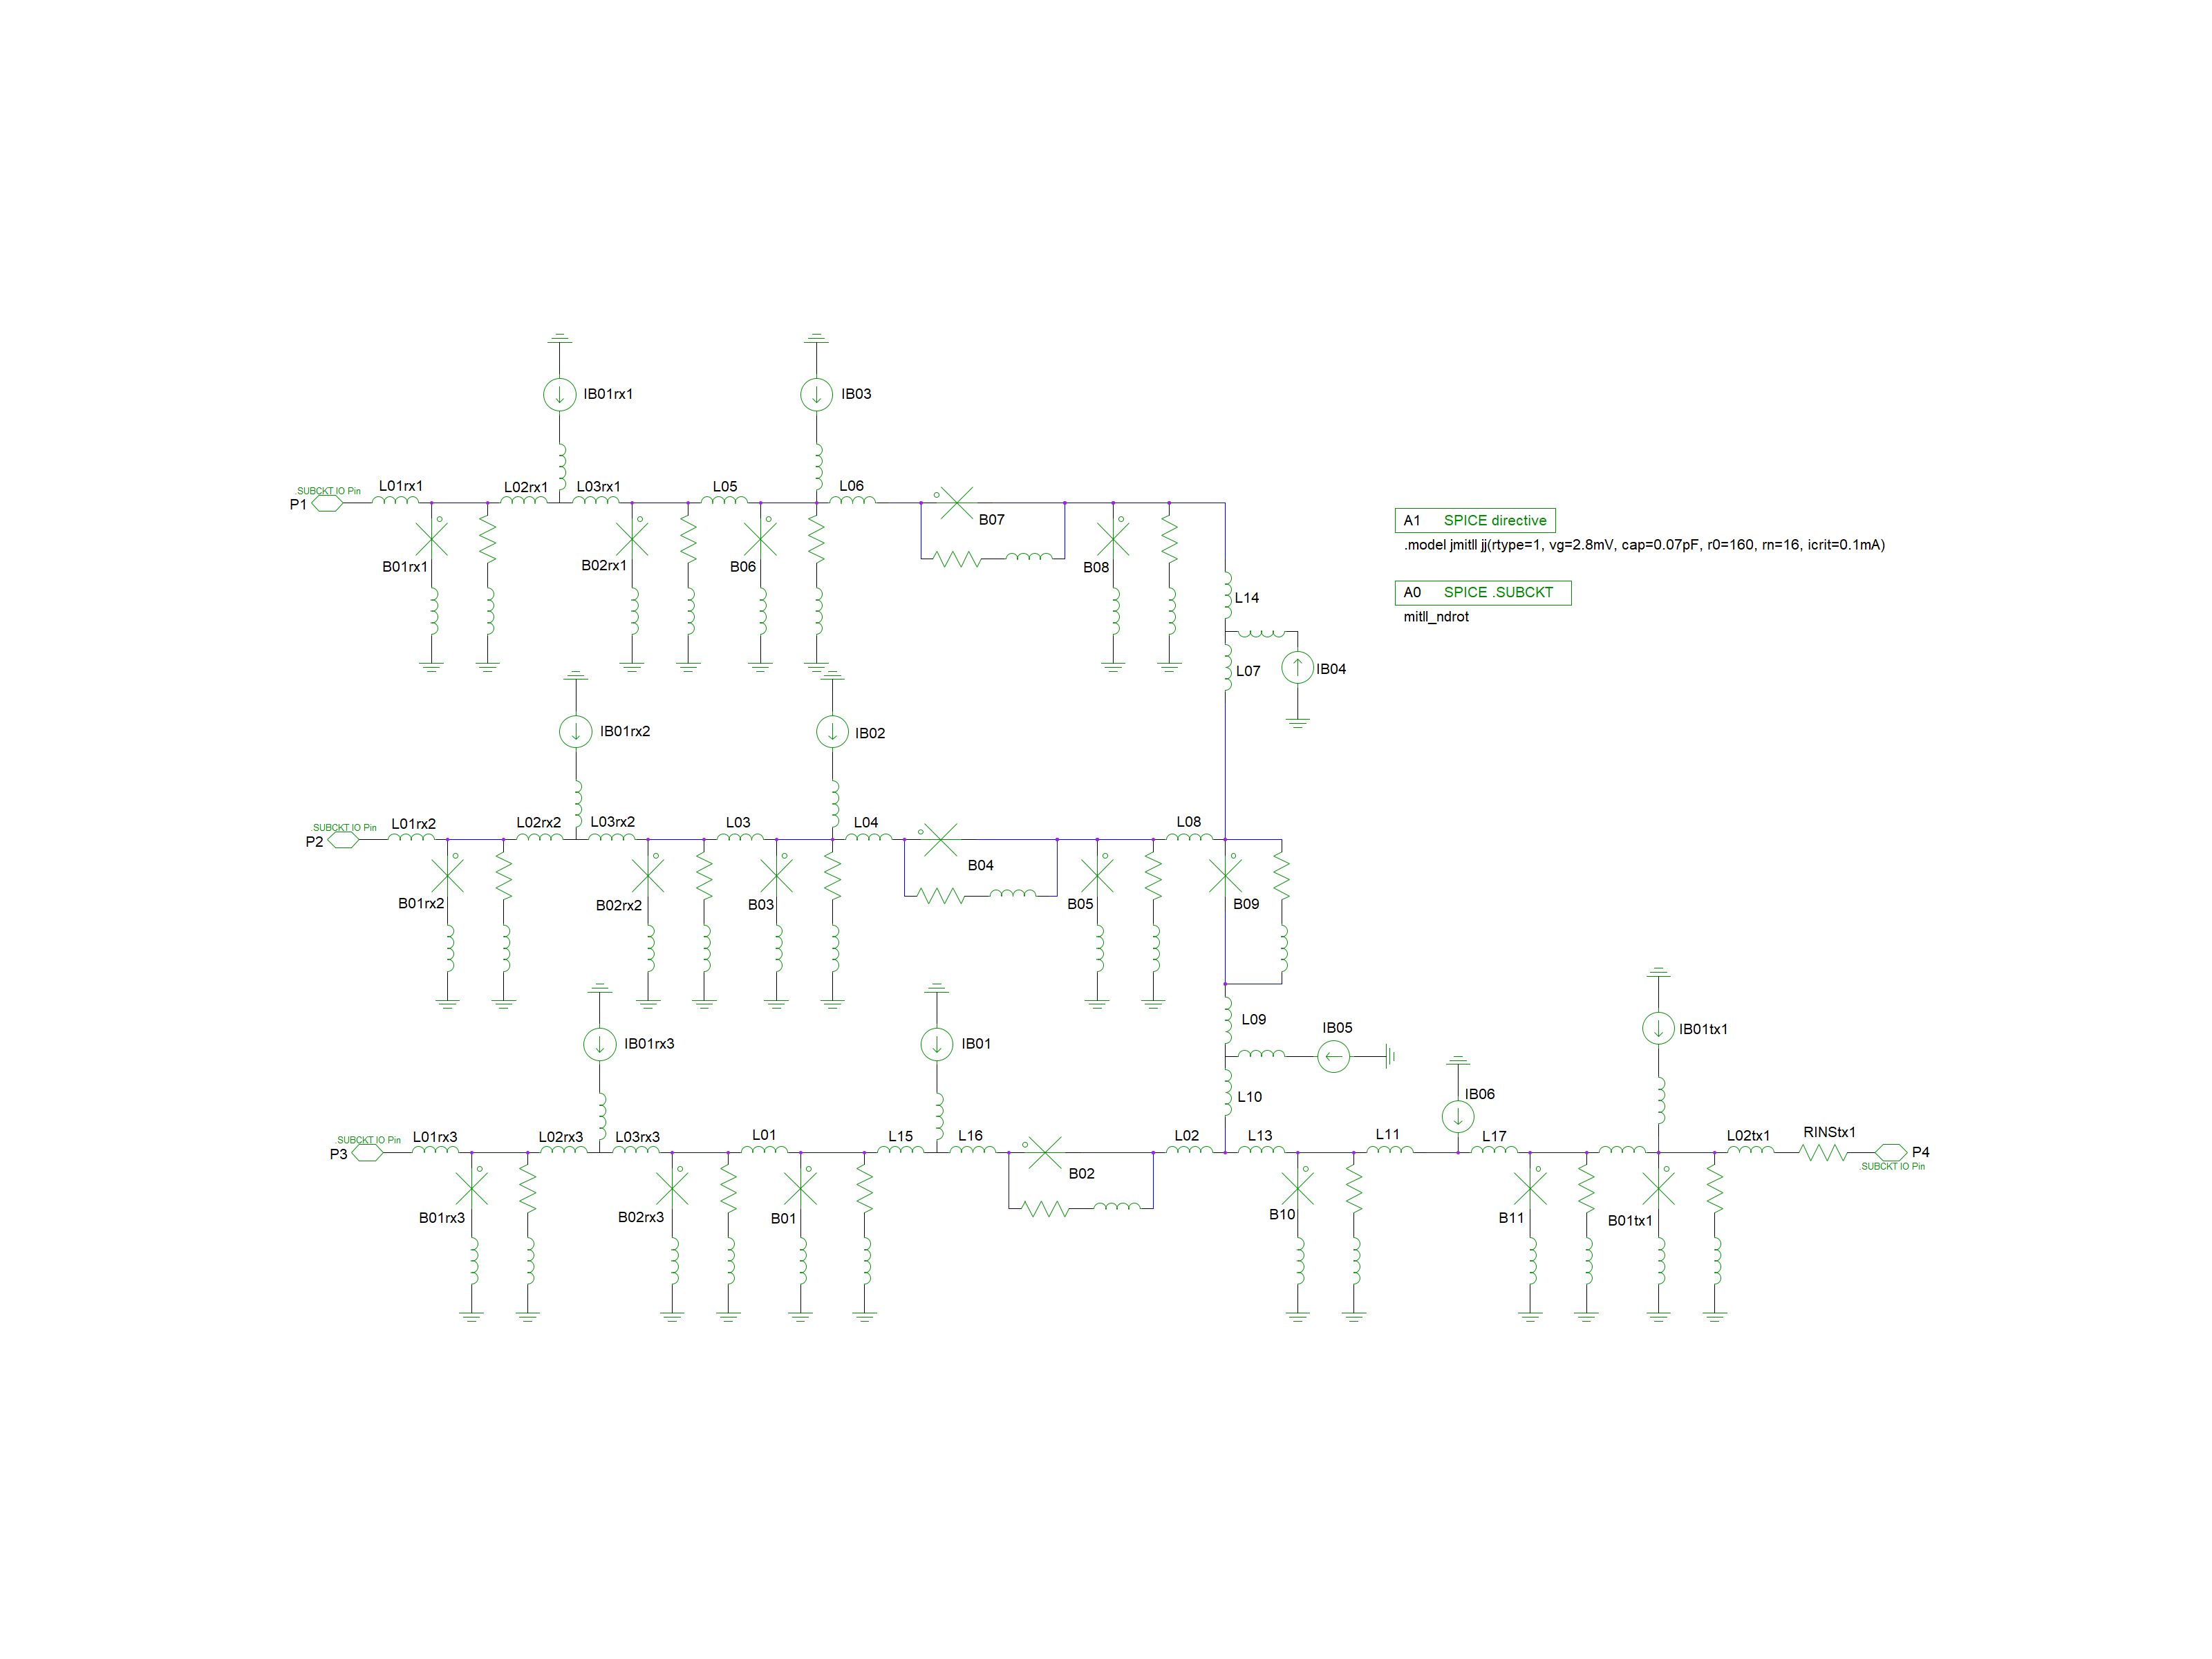 IB01rx1
IB03
.SUBCKT IO Pin
P1
L01rx1
L02rx1
L03rx1
L05
L06
B07
B01rx1
B02rx1
B06
B08
A1 SPICE directive
.model jmitll jj(rtype=1, vg=2.8mV, cap=0.07pF, r0=160, rn=16, icrit=0.1mA)
A0 SPICE .SUBCKT
mitll_ndrot
L14
L07
IB04
IB01rx2
IB02
.SUBCKT IO Pin
P2
L01rx2
L02rx2
L03rx2
L03
L04
L08
B04
B01rx2
B02rx2
B03
B05
B09
L09
IB05
IB01rx3
IB01
IB01tx1
L10
IB06
.SUBCKT IO Pin
P3
L01rx3
L02rx3
L03rx3
L01
L15
L16
L02
L13
L11
L17
L02tx1
RINStx1
P4
.SUBCKT IO Pin
B02
B01rx3
B02rx3
B01
B10
B11
B01tx1